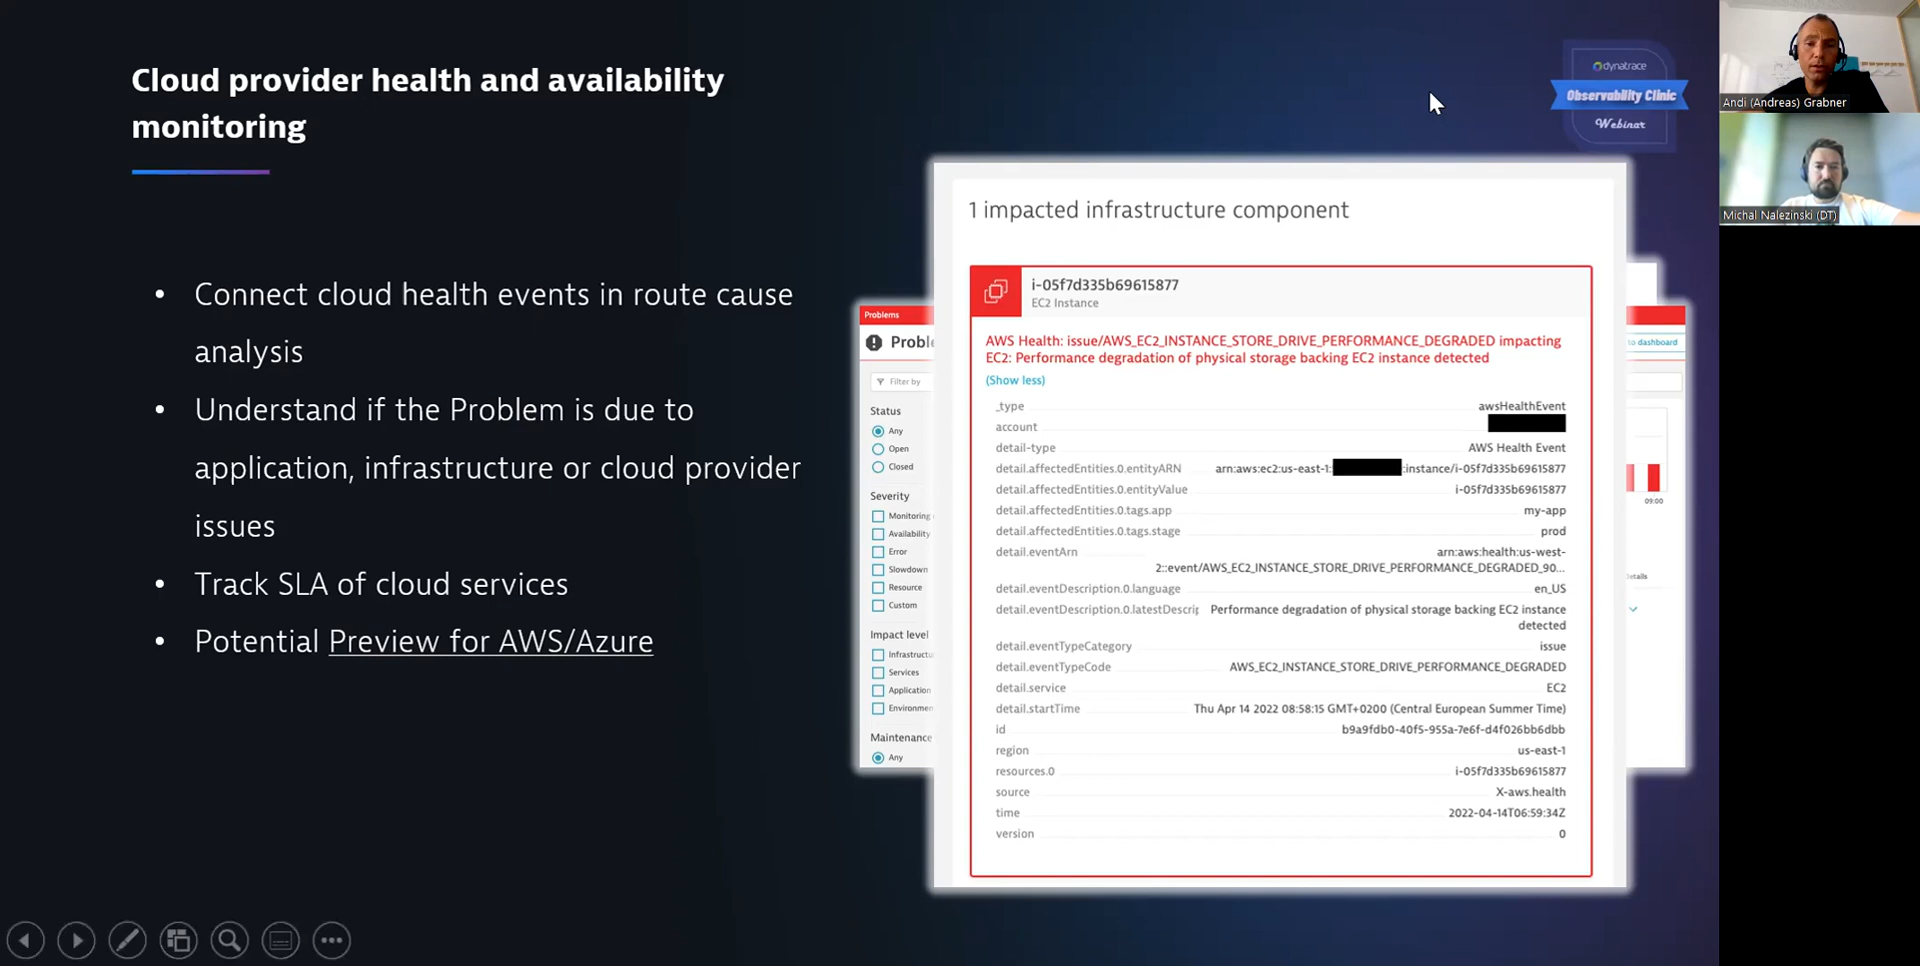 Cloud provider health and availability
monitoring
• Connect cloud health events in route cause
analysis
• Understand if the Problem is due to
application, infrastructure or cloud provider
issues
• Track SLA of cloud services
• Potential Preview for AWS/Azure
dynatrace
Observability Clinic
Webinar
Andi (Andreas) Grabner
Michal Nalezinski (DT)
Problems
Filter by
Status
Any
Open
Closed
Severity
Monitoring
Availability
Error
Slowdown
Resource
Custom
Impact level
Services
Application
Maintenance
Any
1 impacted infrastructure component
i-05f7d335b69615877
EC2 Instance
AWS Health: issue/AWS_EC2_INSTANCE_STORE_DRIVE_PERFORMANCE_DEGRADED impacting
EC2: Performance degradation of physical storage backing EC2 instance detected
(Show less)
_type awsHealthEvent
account
detail-type AWS Health Event
detail.affectedEntities.0.entityARN arn:aws:ec2:us-east-1: :instance/i-05f7d335b69615877
detail.affectedEntities.0.entityValue i-05f7d335b69615877
detail.affectedEntities.0.tags.app my-app
detail.affectedEntities.0.tags.stage prod
detail.eventArn arn:aws:health:us-west-
2::event/AWS_EC2_INSTANCE_STORE_DRIVE_PERFORMANCE_DEGRADED_90...
detail.eventDescription.0.language en_US
detail.eventDescription.0.latestDescrip Performance degradation of physical storage backing EC2 instance
detected
detail.eventTypeCategory issue
detail.eventTypeCode AWS_EC2_INSTANCE_STORE_DRIVE_PERFORMANCE_DEGRADED
detail.service EC2
detail.startTime Thu Apr 14 2022 08:58:15 GMT+0200 (Central European Summer Time)
id b9a9fdb0-40f5-955a-7e6f-d4f026bb6dbb
region us-east-1
resources.0 i-05f7d335b69615877
source X-aws.health
time 2022-04-14T06:59:34Z
version 0
to dashboard
09:00